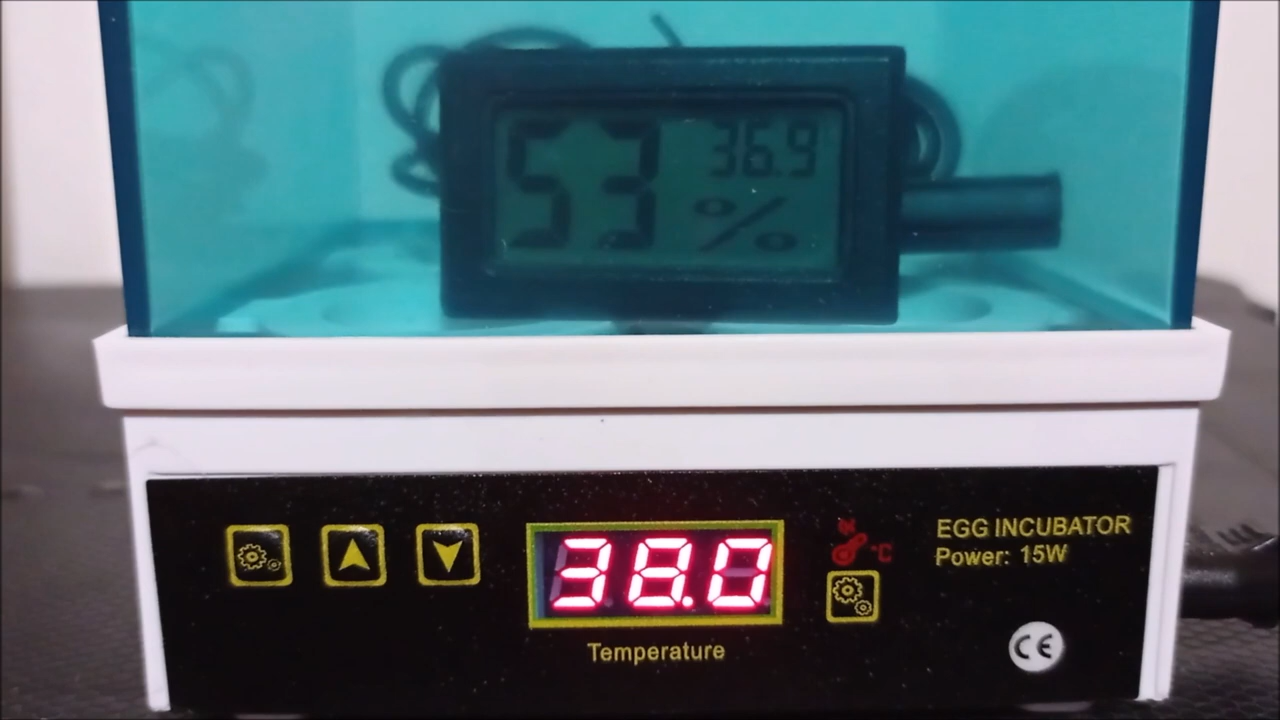 53 36.9
%
38.0
°C
EGG INCUBATOR
Power: 15W
Temperature
CE